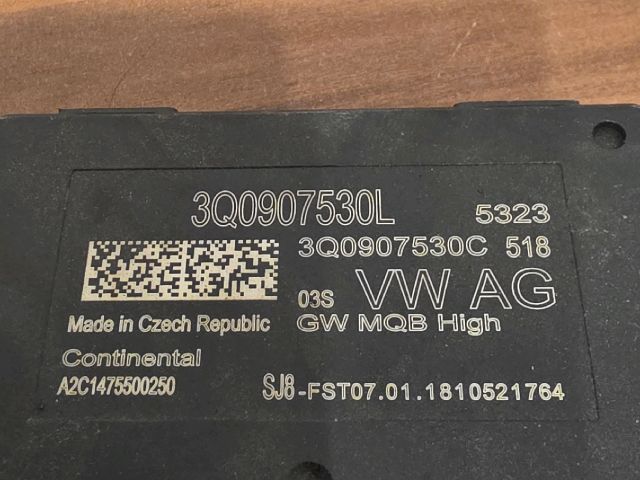 3Q0907530L 5323
3Q0907530C 518
03S VW AG
Made in Czech Republic GW MQB High
Continental
A2C1475500250 SJ8-FST07.01.1810521764